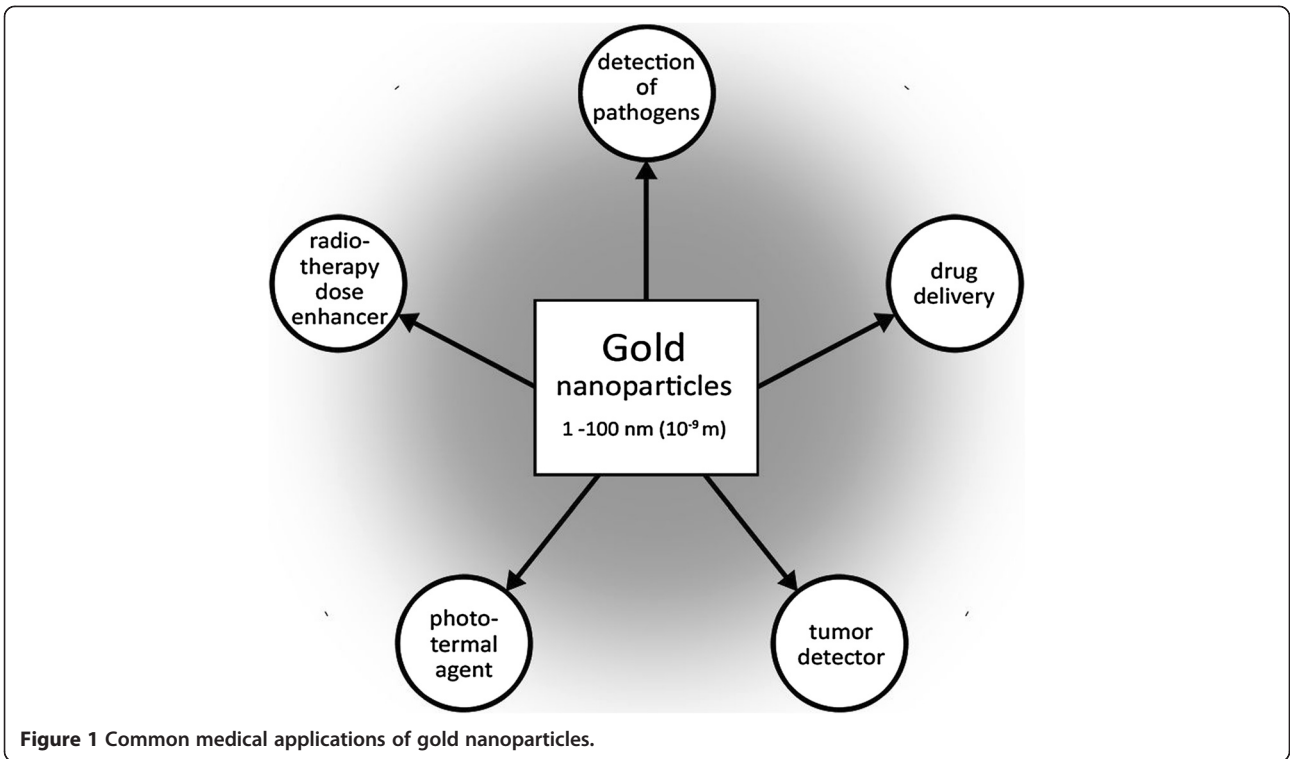 detection
of
pathogens
radio-
therapy
dose
enhancer
drug
delivery
Gold
nanoparticles
1 -100 nm (10⁻⁹ m)
photo-
termal
agent
tumor
detector
Figure 1 Common medical applications of gold nanoparticles.